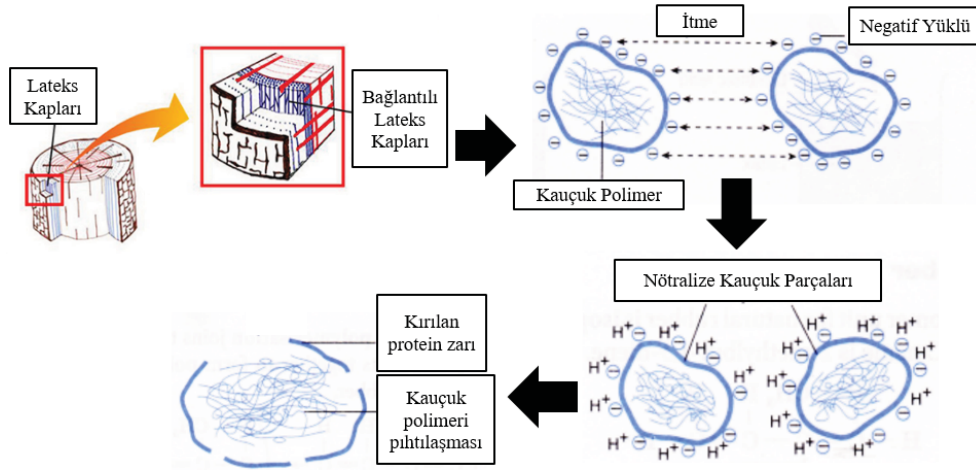 Lateks
Kapları
Bağlantılı
Lateks
Kapları
İtme
Negatif Yüklü
Kauçuk Polimer
Nötralize Kauçuk Parçaları
H⁺ H⁺ H⁺ H⁺ H⁺ H⁺ H⁺ H⁺ H⁺ H⁺ H⁺
H⁺ H⁺ H⁺ H⁺ H⁺ H⁺ H⁺ H⁺ H⁺ H⁺
Kırılan
protein zarı
Kauçuk
polimeri
pıhtılaşması